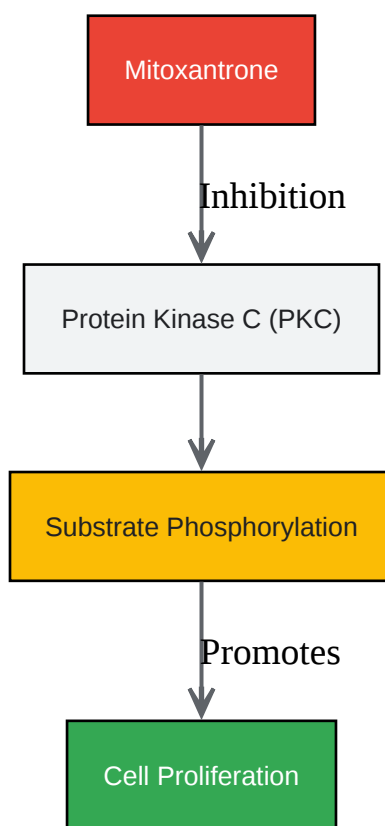 Mitoxantrone
Inhibition
Protein Kinase C (PKC)
Substrate Phosphorylation
Promotes
Cell Proliferation